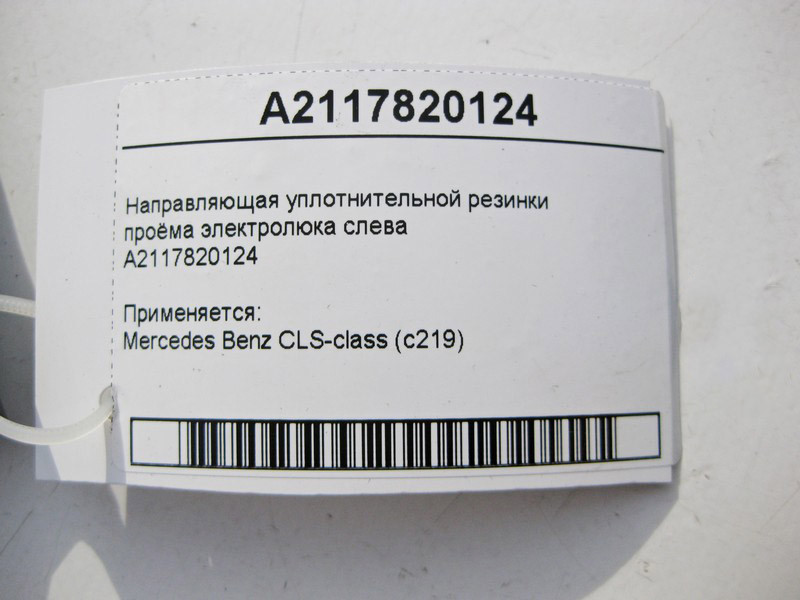 A2117820124
Направляющая уплотнительной резинки
проёма электролюка слева
A2117820124
Применяется:
Mercedes Benz CLS-class (c219)